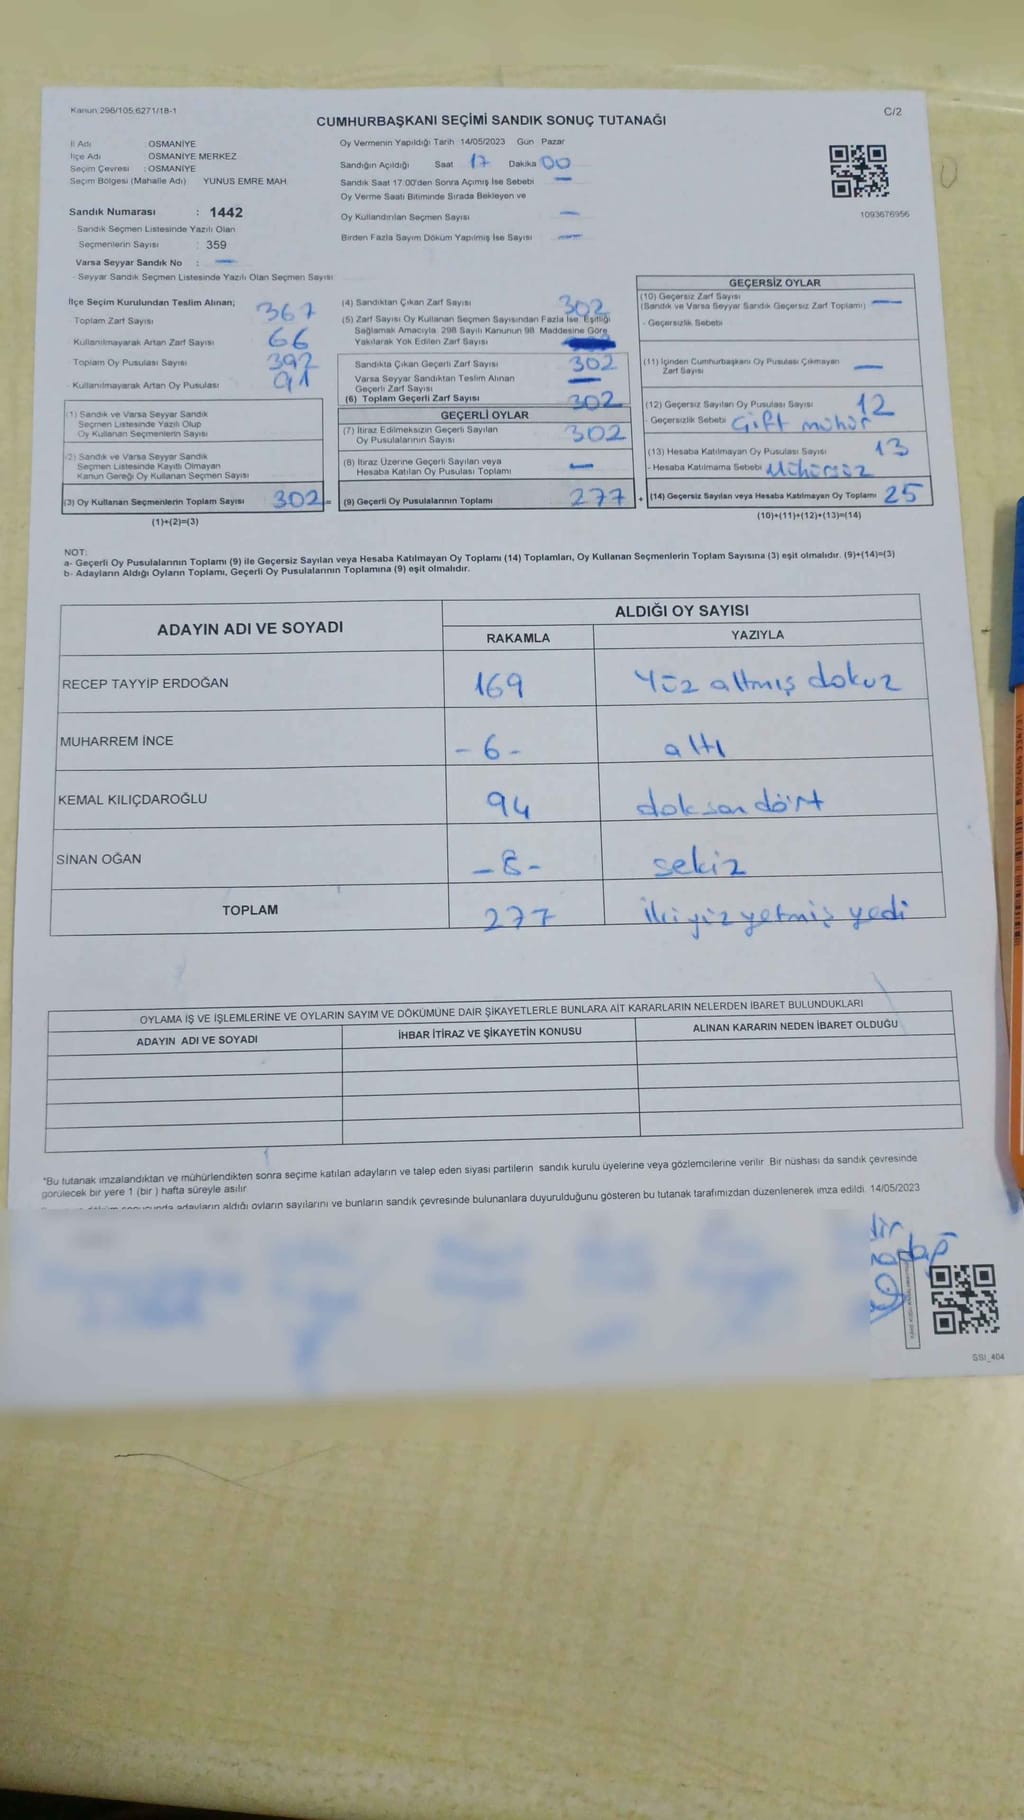 Kanun:298/105.6271/18-1
C/2
CUMHURBAŞKANI SEÇİMİ SANDIK SONUÇ TUTANAĞI
İl Adı : OSMANİYE
İlçe Adı : OSMANİYE MERKEZ
Seçim Çevresi : OSMANİYE
Seçim Bölgesi (Mahalle Adı) YUNUS EMRE MAH.
Sandık Numarası : 1442
- Sandık Seçmen Listesinde Yazılı Olan
Seçmenlerin Sayısı : 359
Varsa Seyyar Sandık No : —
- Seyyar Sandık Seçmen Listesinde Yazılı Olan Seçmen Sayısı
Oy Vermenin Yapıldığı Tarih 14/05/2023 Gün Pazar
Sandığın Açıldığı Saat 17 Dakika 00
Sandık Saat 17:00'den Sonra Açımış İse Sebebi —
Oy Verme Saati Bitiminde Sırada Bekleyen ve
Oy Kullandırılan Seçmen Sayısı —
Birden Fazla Sayım Döküm Yapılmış İse Sayısı —
1093676956
İlçe Seçim Kurulundan Teslim Alınan;
Toplam Zarf Sayısı 367
Kullanılmayarak Artan Zarf Sayısı 66
Toplam Oy Pusulası Sayısı 392
- Kullanılmayarak Artan Oy Pusulası 91
(1) Sandık ve Varsa Seyyar Sandık
Seçmen Listesinde Yazılı Olup
Oy Kullanan Seçmenlerin Sayısı
(2) Sandık ve Varsa Seyyar Sandık
Seçmen Listesinde Kayıtlı Olmayan
Kanun Gereği Oy Kullanan Seçmen Sayısı
(3) Oy Kullanan Seçmenlerin Toplam Sayısı 302 =
(1)+(2)=(3)
(4) Sandıktan Çıkan Zarf Sayısı 302
(5) Zarf Sayısı Oy Kullanan Seçmen Sayısından Fazla İse, Eşitliği
Sağlamak Amacıyla, 298 Sayılı Kanunun 98. Maddesine Göre
Yakılarak Yok Edilen Zarf Sayısı
Sandıkta Çıkan Geçerli Zarf Sayısı 302
Varsa Seyyar Sandıktan Teslim Alınan
Geçerli Zarf Sayısı —
(6) Toplam Geçerli Zarf Sayısı 302
GEÇERLİ OYLAR
(7) İtiraz Edilmeksizin Geçerli Sayılan
Oy Pusulalarının Sayısı 302
(8) İtiraz Üzerine Geçerli Sayılan veya
Hesaba Katılan Oy Pusulası Toplamı —
(9) Geçerli Oy Pusulalarının Toplamı 277 +
GEÇERSİZ OYLAR
(10) Geçersiz Zarf Sayısı
(Sandık ve Varsa Seyyar Sandık Geçersiz Zarf Toplamı) —
- Geçersizlik Sebebi
(11) İçinden Cumhurbaşkanı Oy Pusulası Çıkmayan
Zarf Sayısı —
(12) Geçersiz Sayılan Oy Pusulası Sayısı 12
- Geçersizlik Sebebi Çift mühür
(13) Hesaba Katılmayan Oy Pusulası Sayısı 13
- Hesaba Katılmama Sebebi Mühürsüz
(14) Geçersiz Sayılan veya Hesaba Katılmayan Oy Toplamı 25
(10)+(11)+(12)+(13)=(14)
NOT:
a- Geçerli Oy Pusulalarının Toplamı (9) ile Geçersiz Sayılan veya Hesaba Katılmayan Oy Toplamı (14) Toplamları, Oy Kullanan Seçmenlerin Toplam Sayısına (3) eşit olmalıdır. (9)+(14)=(3)
b- Adayların Aldığı Oyların Toplamı, Geçerli Oy Pusulalarının Toplamına (9) eşit olmalıdır.
ADAYIN ADI VE SOYADI
ALDIĞI OY SAYISI
RAKAMLA YAZIYLA
RECEP TAYYİP ERDOĞAN 169 Yüz altmış dokuz
MUHARREM İNCE -6- altı
KEMAL KILIÇDAROĞLU 94 doksan dört
SİNAN OĞAN -8- sekiz
TOPLAM 277 İkiyüz yetmiş yedi
OYLAMA İŞ VE İŞLEMLERİNE VE OYLARIN SAYIM VE DÖKÜMÜNE DAİR ŞİKAYETLERLE BUNLARA AİT KARARLARIN NELERDEN İBARET BULUNDUKLARI
ADAYIN ADI VE SOYADI İHBAR İTİRAZ VE ŞİKAYETİN KONUSU ALINAN KARARIN NEDEN İBARET OLDUĞU
*Bu tutanak imzalandıktan ve mühürlendikten sonra seçime katılan adayların ve talep eden siyasi partilerin sandık kurulu üyelerine veya gözlemcilerine verilir. Bir nüshası da sandık çevresinde
görülecek bir yere 1 (bir ) hafta süreyle asılır.
adayların aldığı oyların sayılarını ve bunların sandık çevresinde bulunanlara duyurulduğunu gösteren bu tutanak tarafımızdan düzenlenerek imza edildi. 14/05/2023
SSI_404